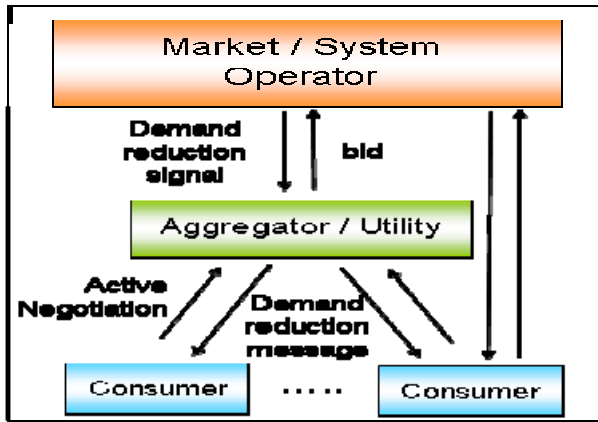 Market / System
Operator
Demand
reduction
signal
bid
Aggregator / Utility
Active
Negotiation
Demand
reduction
message
Consumer
.....
Consumer